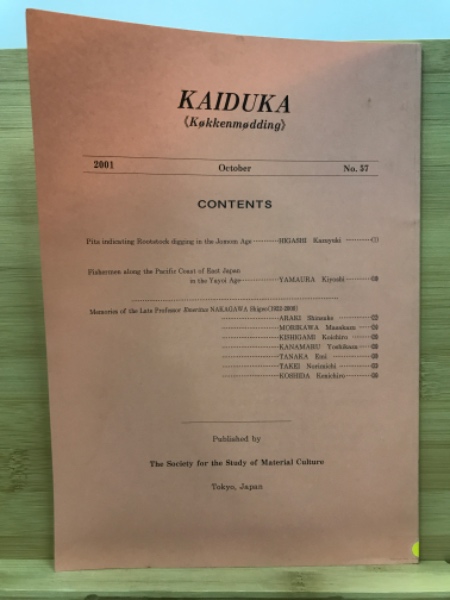 KAIDUKA
《Køkkenmødding》
2001 October No. 57
CONTENTS
Pits indicating Rootstock digging in the Jomon Age HIGASHI Kazuyuki (1)
Fishermen along the Pacific Coast of East Japan
in the Yayoi Age YAMAURA Kiyoshi
Memories of the Late Professor Emeritus NAKAGAWA Shigeo
ARAKI Shinsuke
MORIKAWA Masakazu
KISHIGAMI Koichiro
KANAMARU Yoshikazu
TANAKA Emi
TAKEI Norimichi
KOSHIDA Kenichiro
Published by
The Society for the Study of Material Culture
Tokyo, Japan